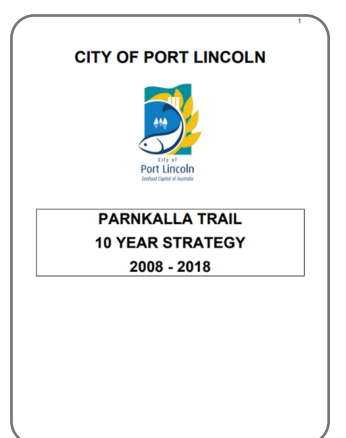 1
CITY OF PORT LINCOLN
City of
Port Lincoln
Seafood Capital of Australia
PARNKALLA TRAIL
10 YEAR STRATEGY
2008 - 2018